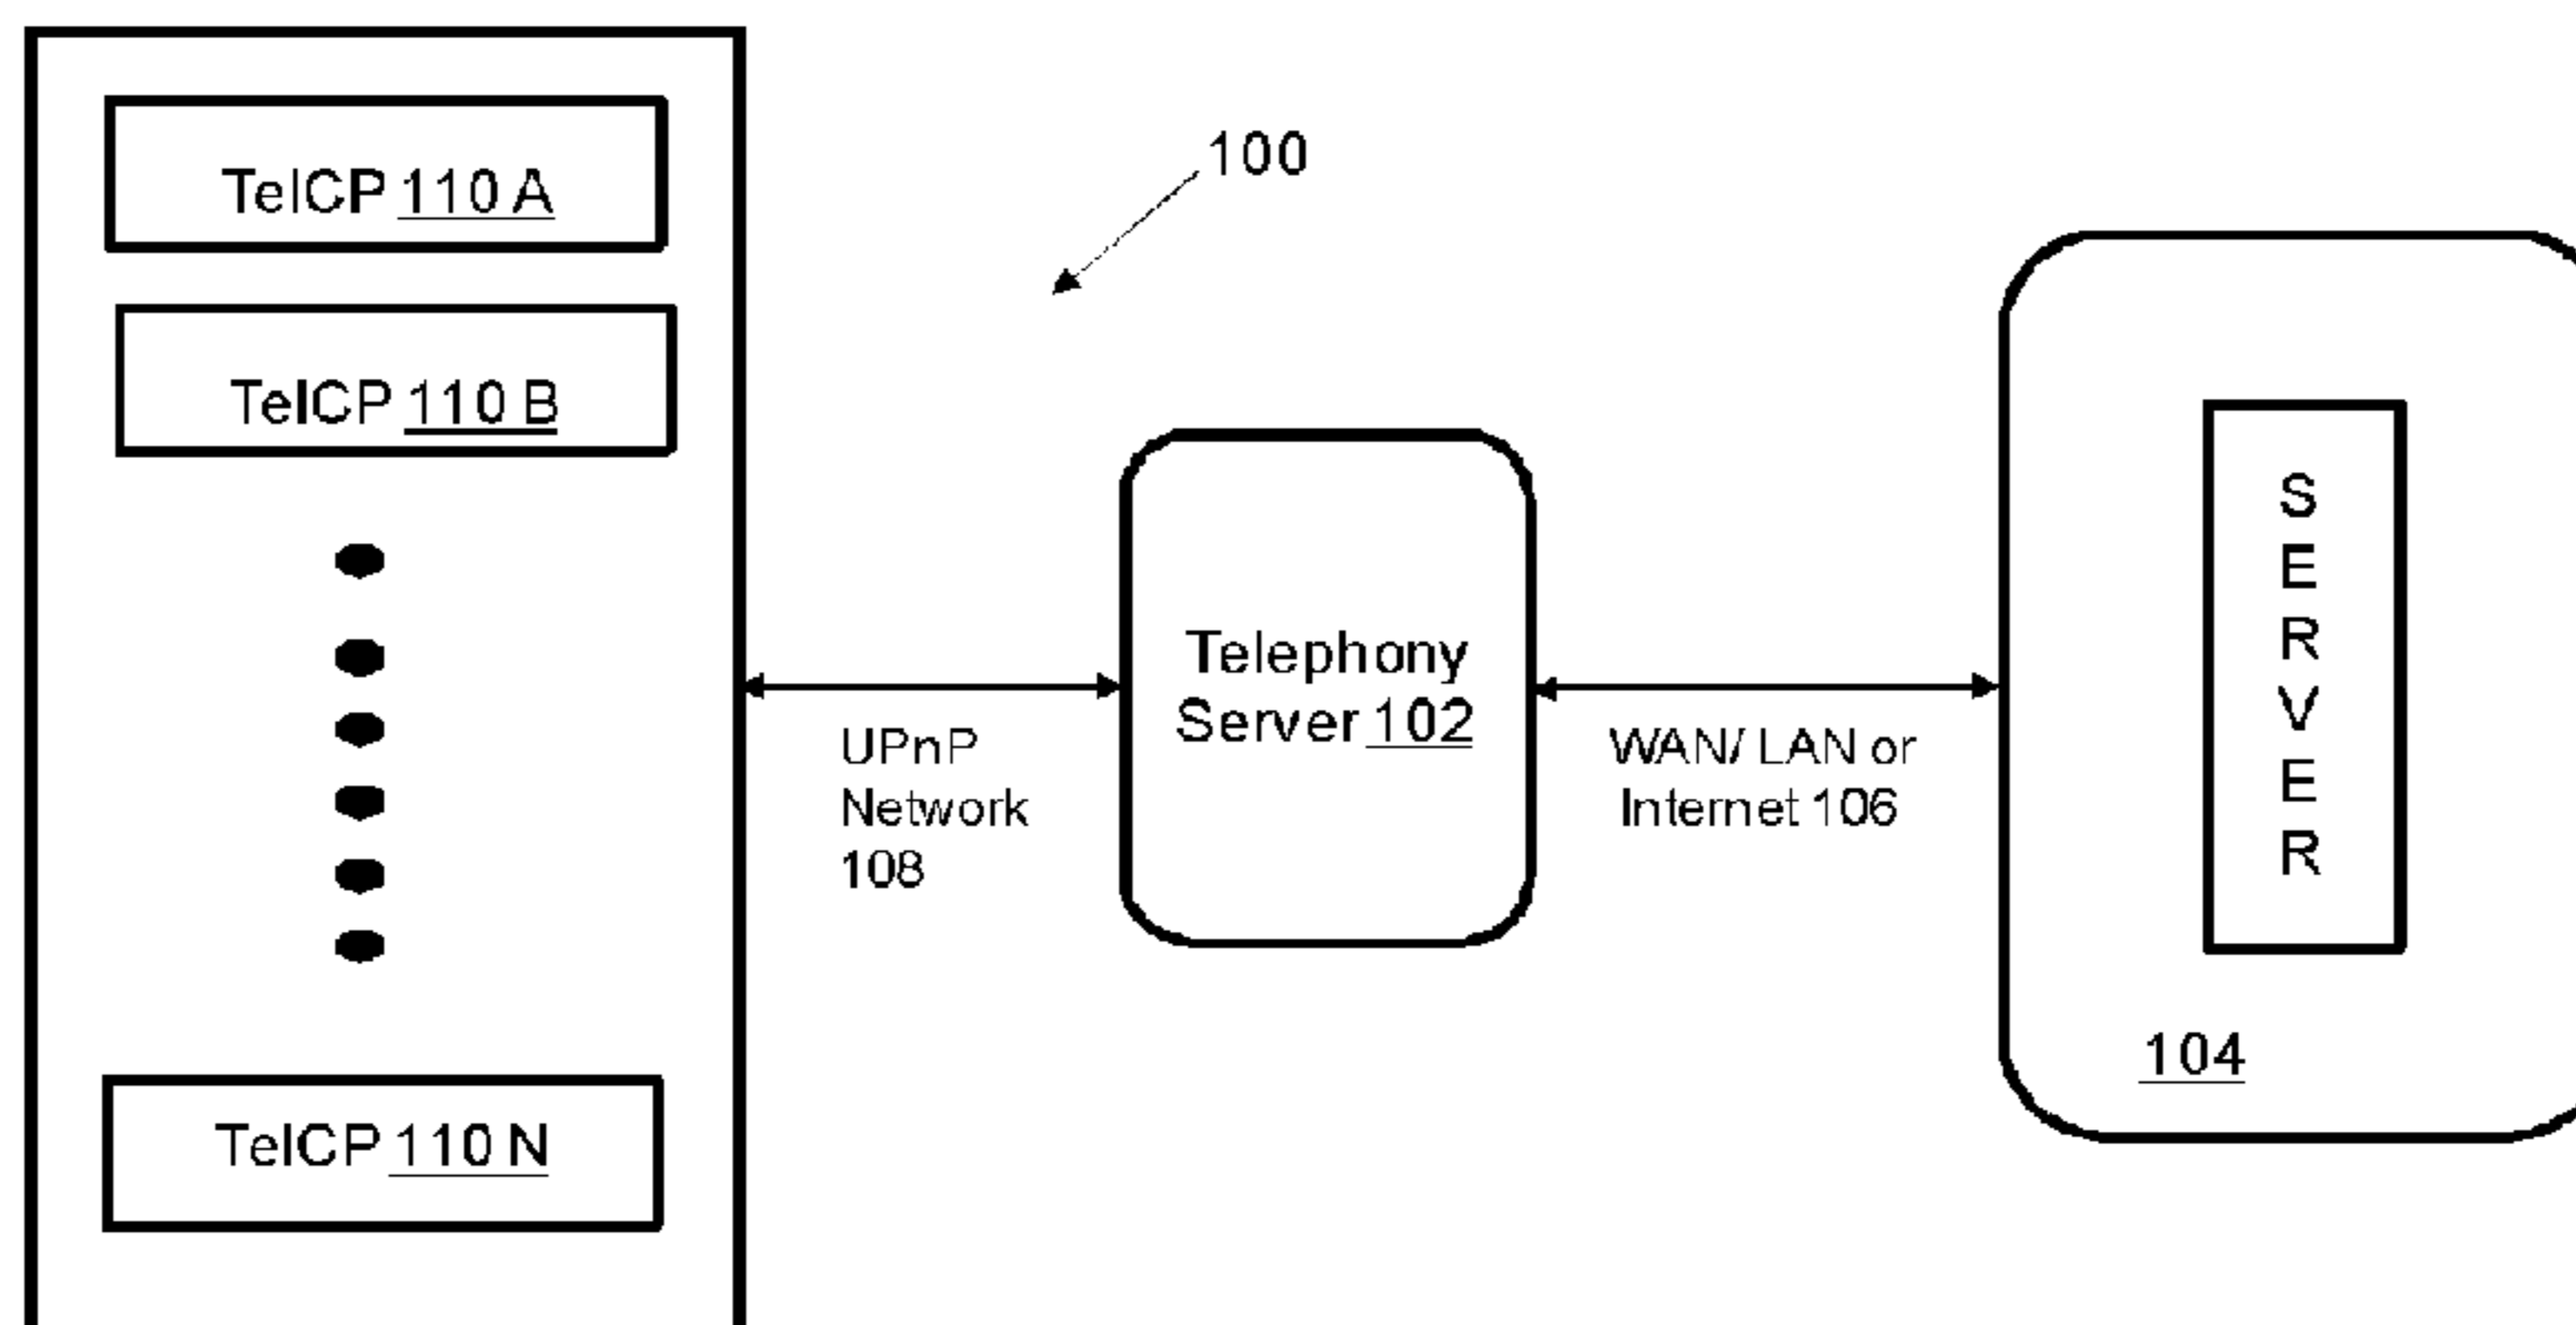 TelCP 110 A
100
TelCP 110 B
S
E
R
V
E
R
Telephony
Server 102
UPnP
Network
108
WAN/ LAN or
Internet 106
104
TelCP 110 N